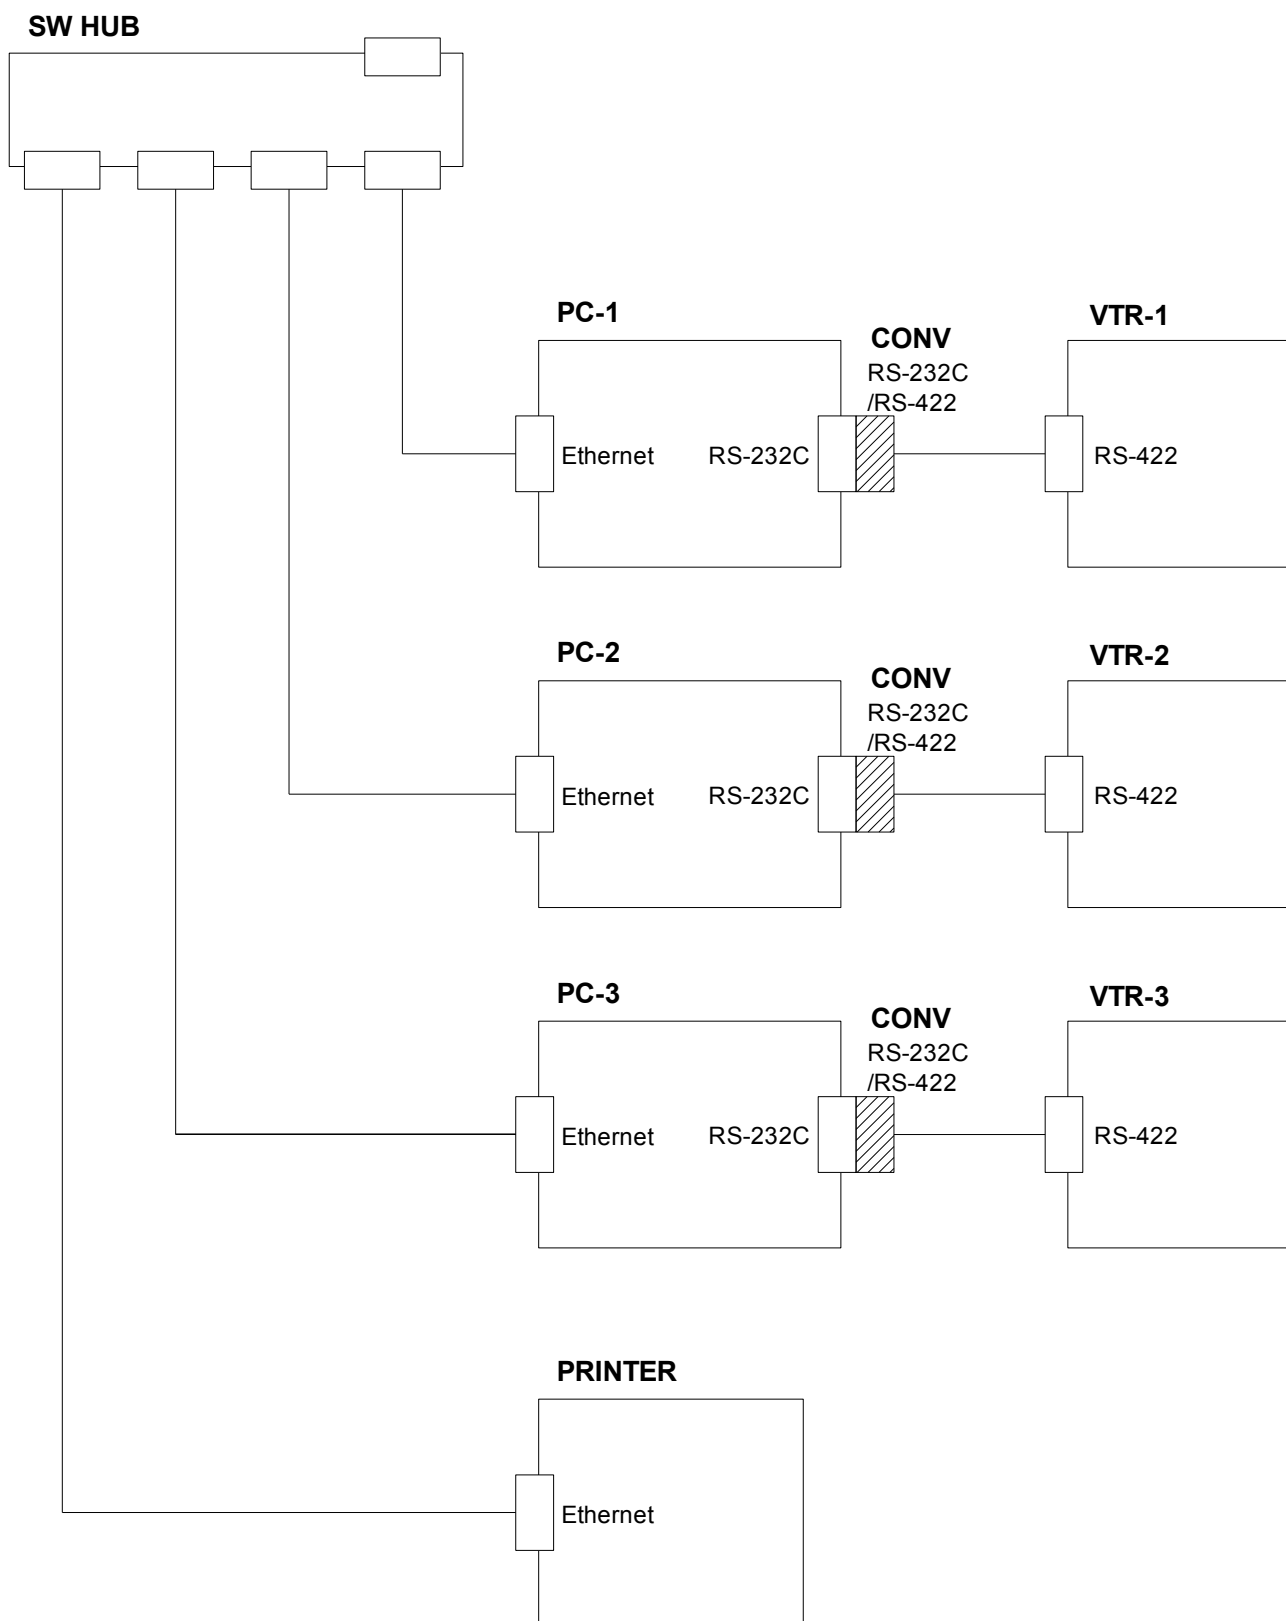 SW HUB
PC-1
CONV
RS-232C
/RS-422
VTR-1
Ethernet
RS-232C
RS-422
PC-2
CONV
RS-232C
/RS-422
VTR-2
Ethernet
RS-232C
RS-422
PC-3
CONV
RS-232C
/RS-422
VTR-3
Ethernet
RS-232C
RS-422
PRINTER
Ethernet